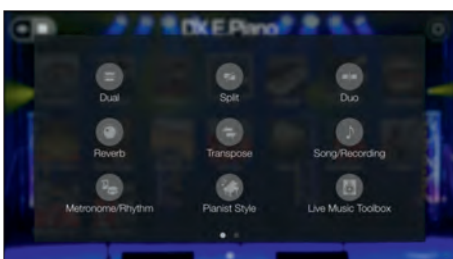 DX E.Piano
Dual
Split
Duo
Reverb
Transpose
Song/Recording
Metronome/Rhythm
Pianist Style
Live Music Toolbox